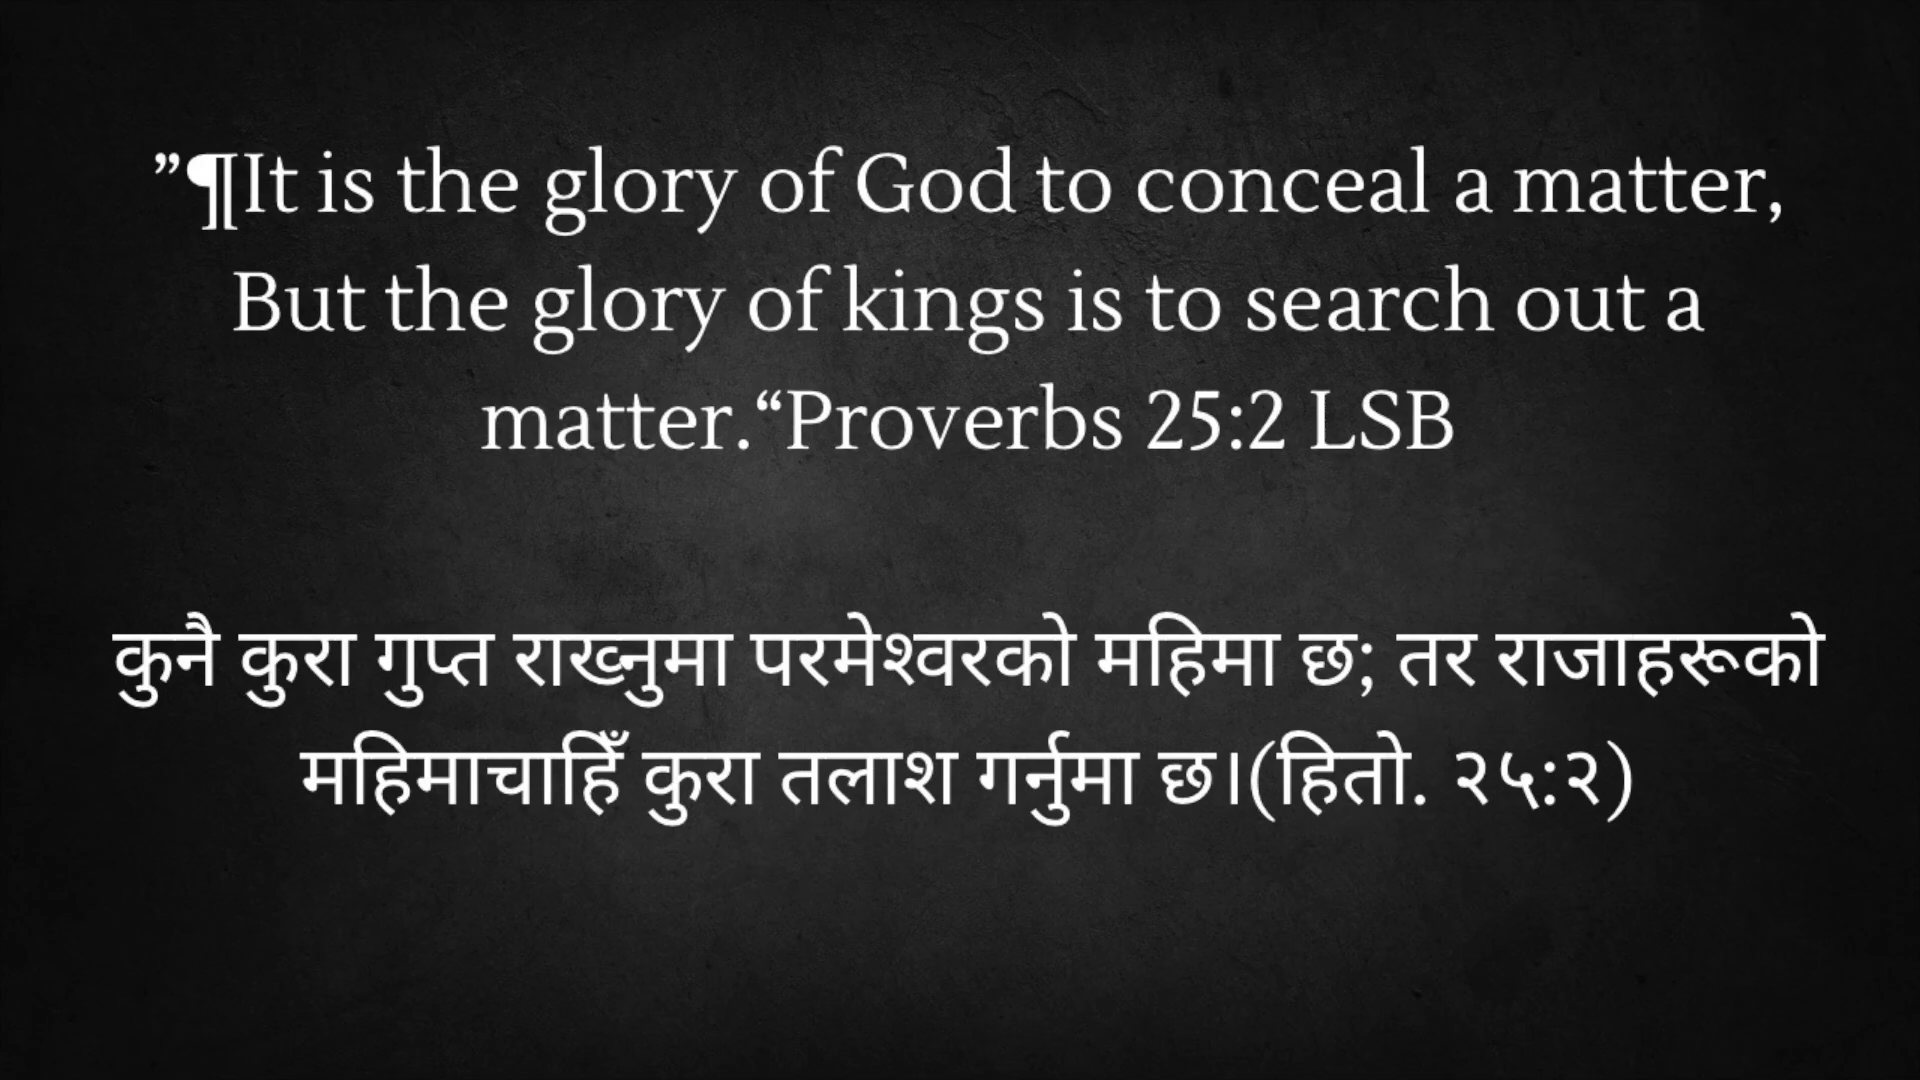 ”¶It is the glory of God to conceal a matter,
But the glory of kings is to search out a
matter.“Proverbs 25:2 LSB
कुनै कुरा गुप्त राख्नुमा परमेश्वरको महिमा छ; तर राजाहरूको
महिमाचाहिँ कुरा तलाश गर्नुमा छ।(हितो. २५:२)